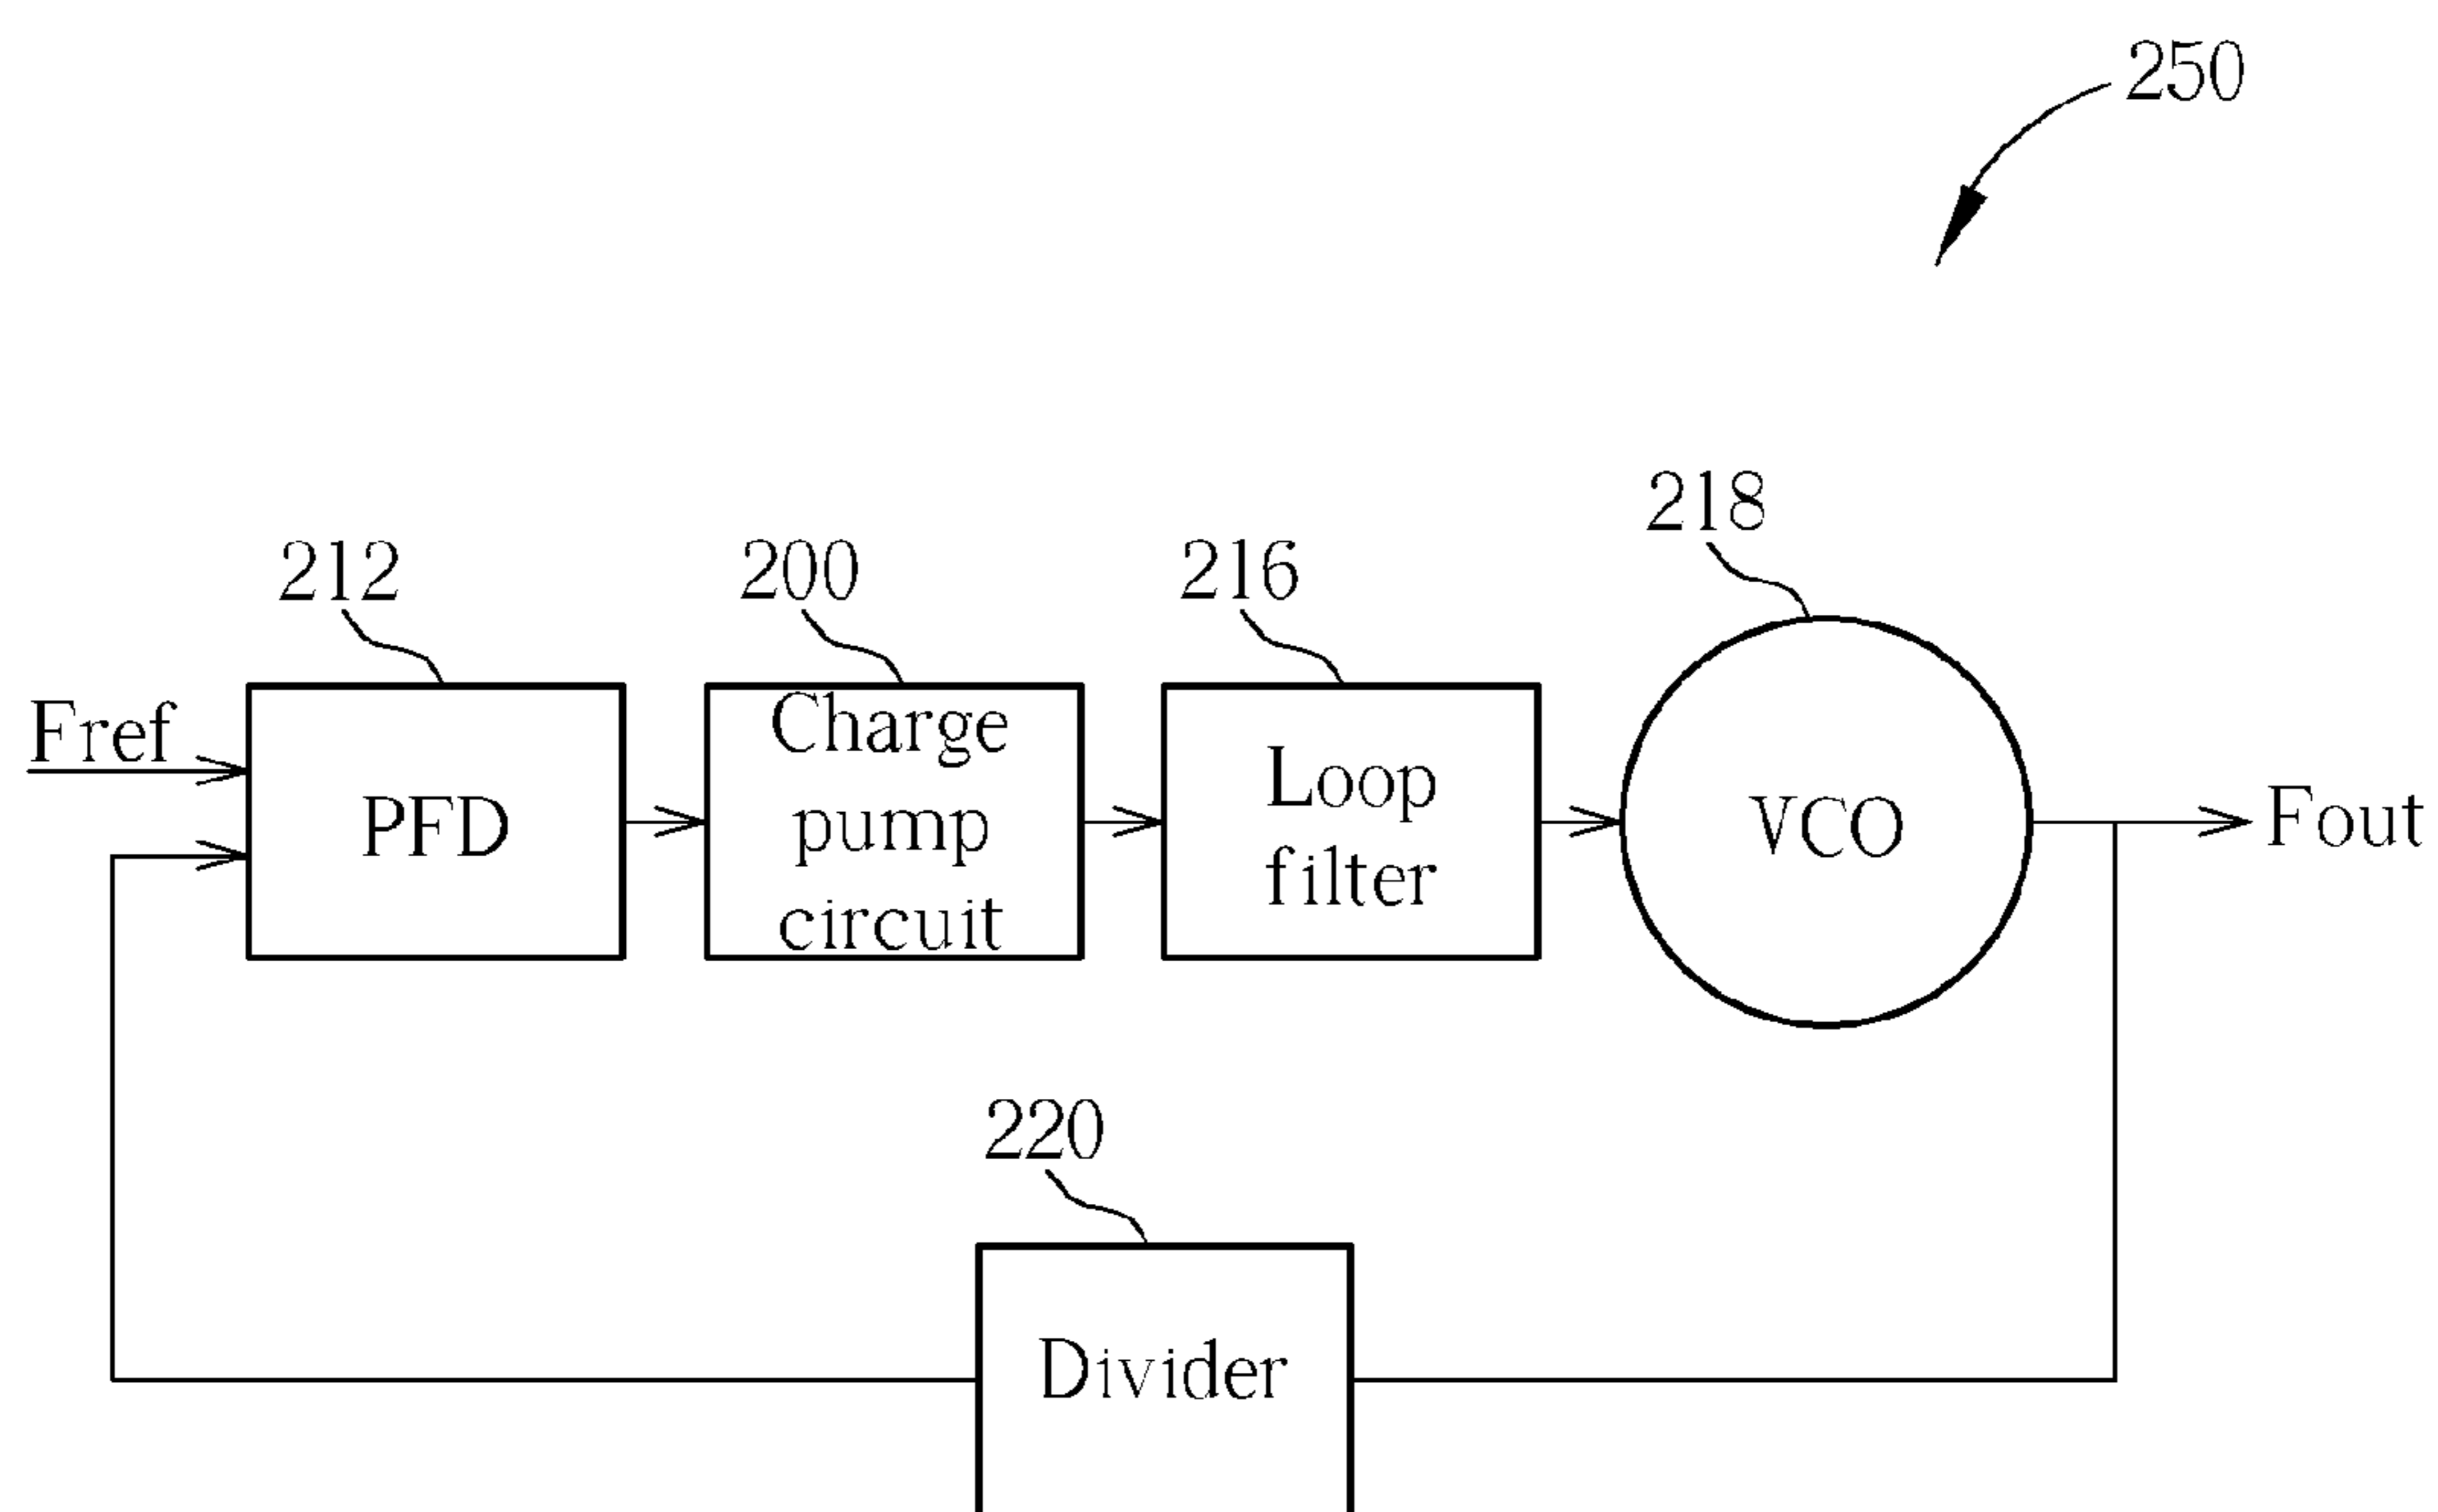 250
218
212
200
216
Fref
PFD
Charge
pump
circuit
Loop
filter
VCO
Fout
220
Divider